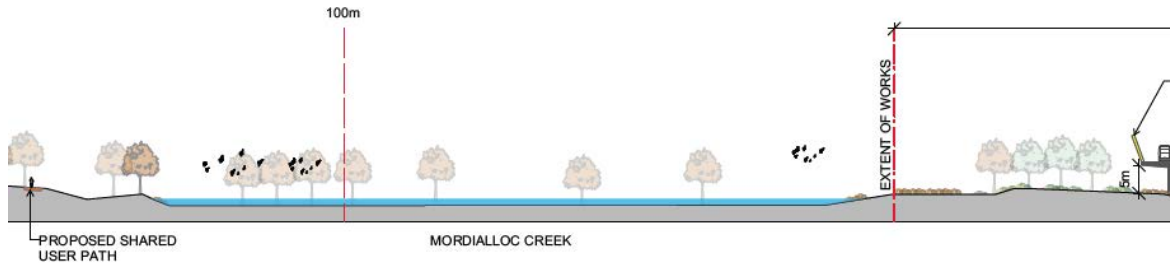 100m
EXTENT OF WORKS
5m
PROPOSED SHARED
USER PATH
MORDIALLOC CREEK